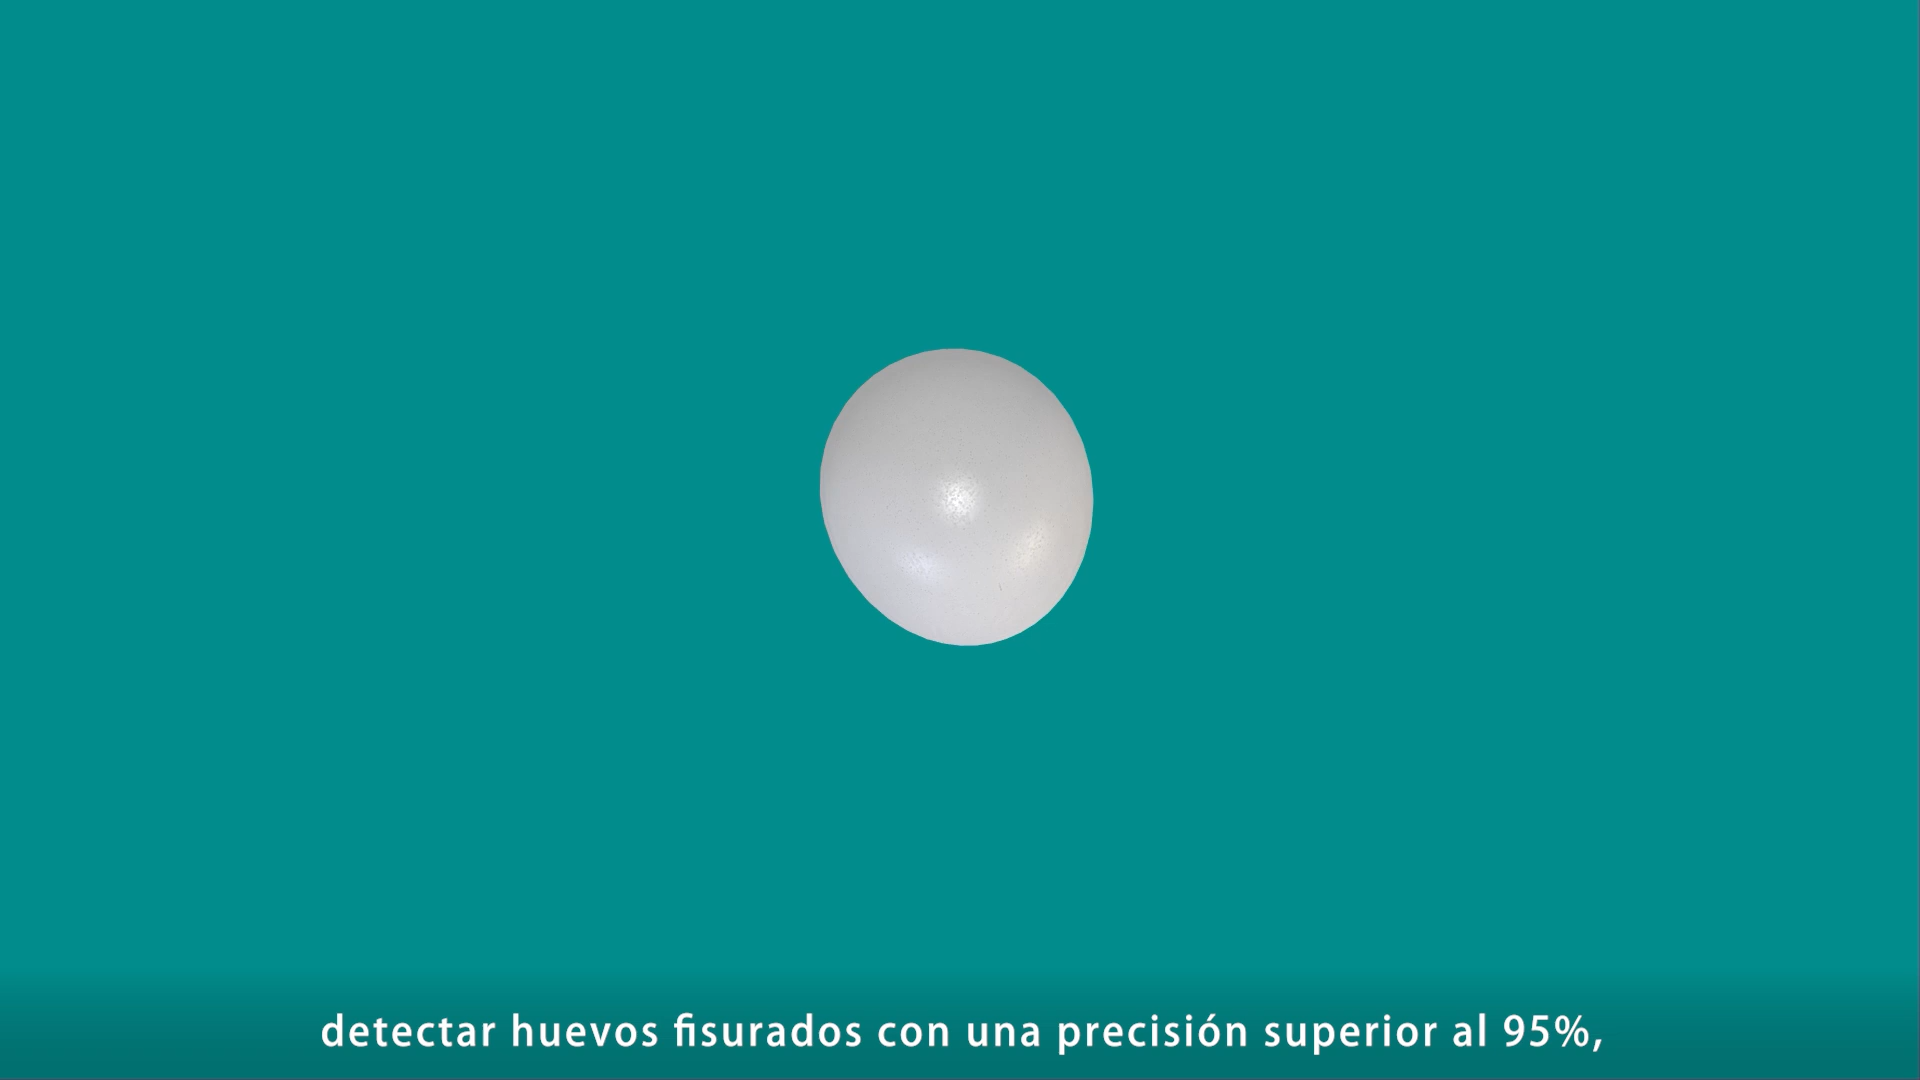 detectar huevos fisurados con una precisión superior al 95%,